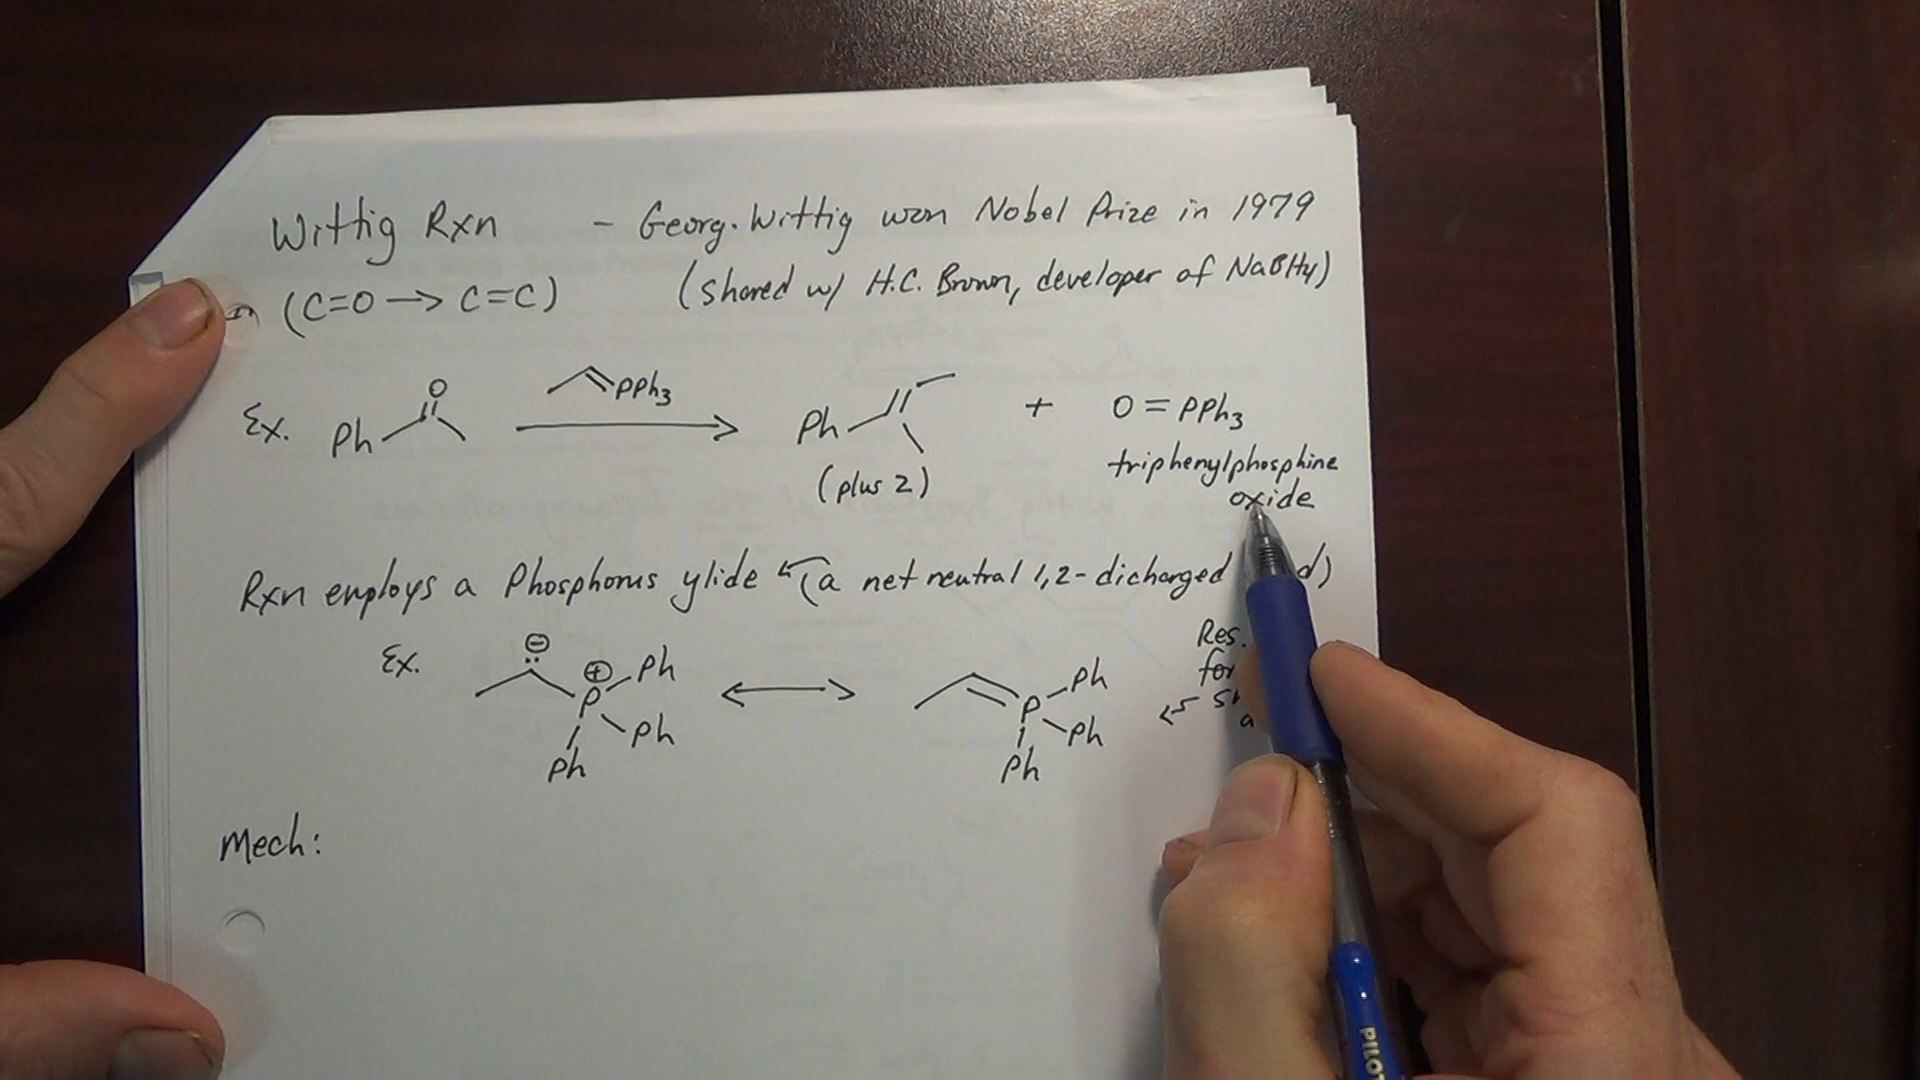 Wittig Rxn - Georg. Wittig won Nobel Prize in 1979
(C=O → C=C) (shared w/ H.C. Brown, developer of NaBH4)
Ex. Ph O PPh3 Ph + O = PPh3
(plus 2) triphenylphosphine
oxide
Rxn employs a Phosphorus ylide (a net neutral 1,2-dicharged
Ex. ⊖ ⊕ P Ph Ph Ph ↔ P Ph Ph Ph Res.
Mech:
PILOT